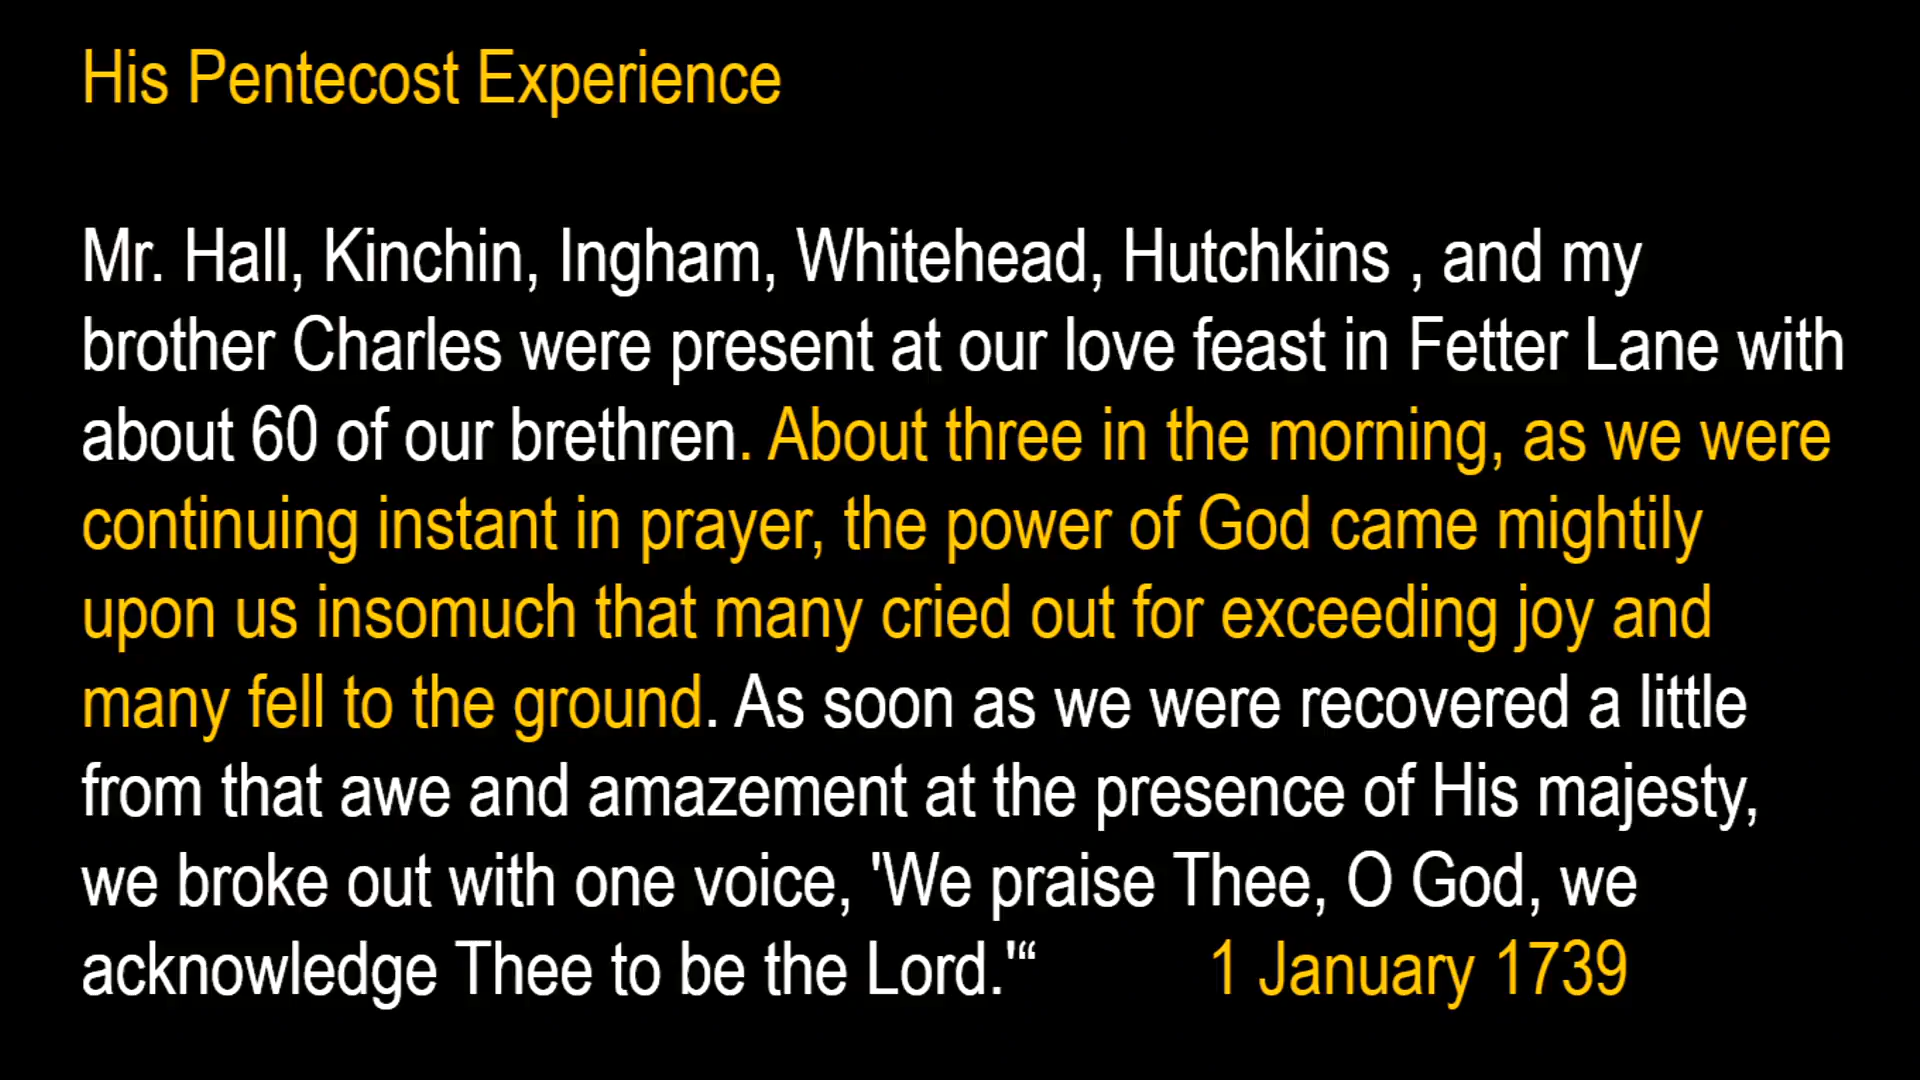 His Pentecost Experience
Mr. Hall, Kinchin, Ingham, Whitehead, Hutchkins , and my
brother Charles were present at our love feast in Fetter Lane with
about 60 of our brethren. About three in the morning, as we were
continuing instant in prayer, the power of God came mightily
upon us insomuch that many cried out for exceeding joy and
many fell to the ground. As soon as we were recovered a little
from that awe and amazement at the presence of His majesty,
we broke out with one voice, 'We praise Thee, O God, we
acknowledge Thee to be the Lord.'“ 1 January 1739